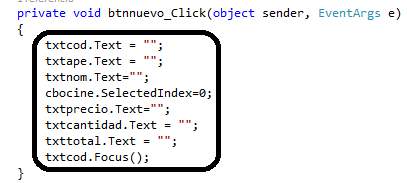 private void btnnuevo_Click(object sender, EventArgs e)
{
txtcod.Text = "";
txtape.Text = "";
txtnom.Text="";
cbocine.SelectedIndex=0;
txtprecio.Text="";
txtcantidad.Text = "";
txttotal.Text = "";
txtcod.Focus();
}